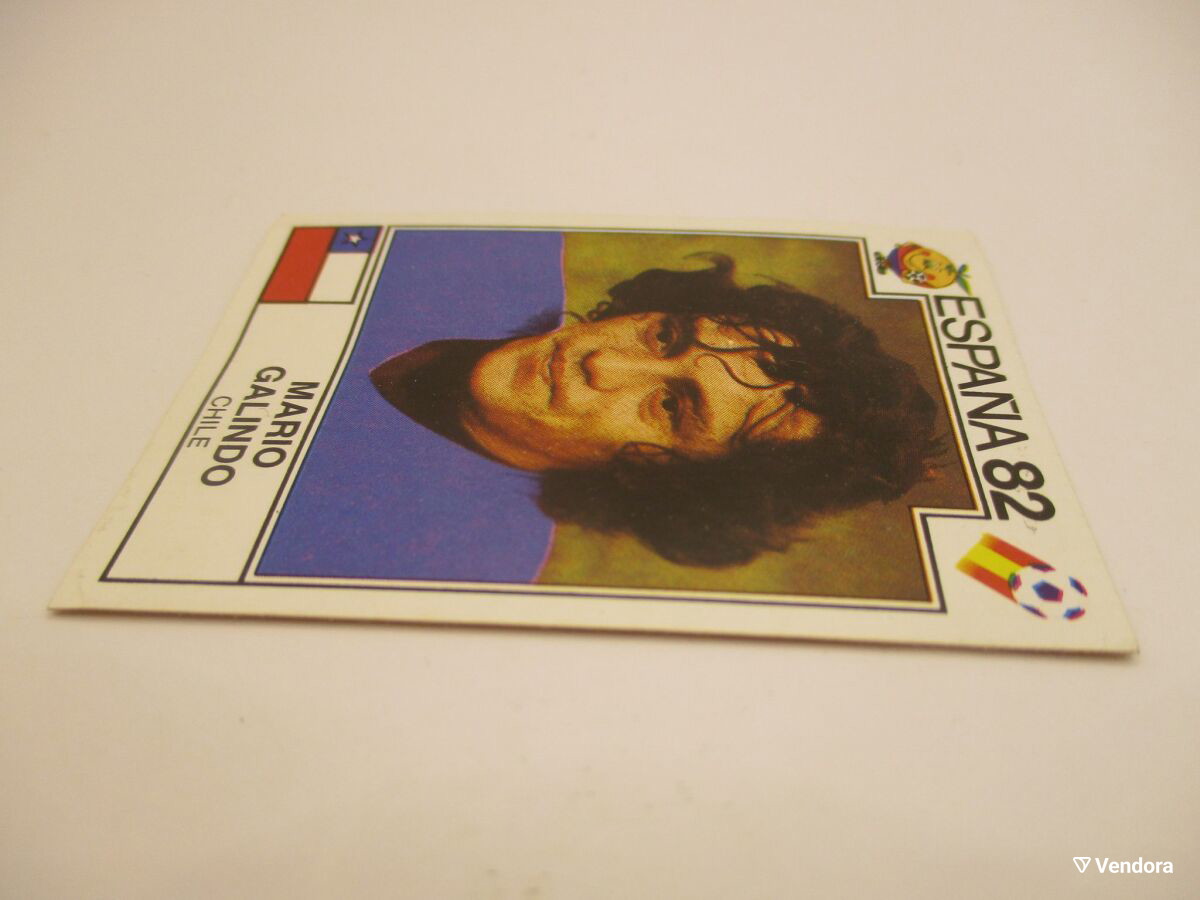 ESPAÑA 82
MARIO
GALINDO
CHILE
Vendora